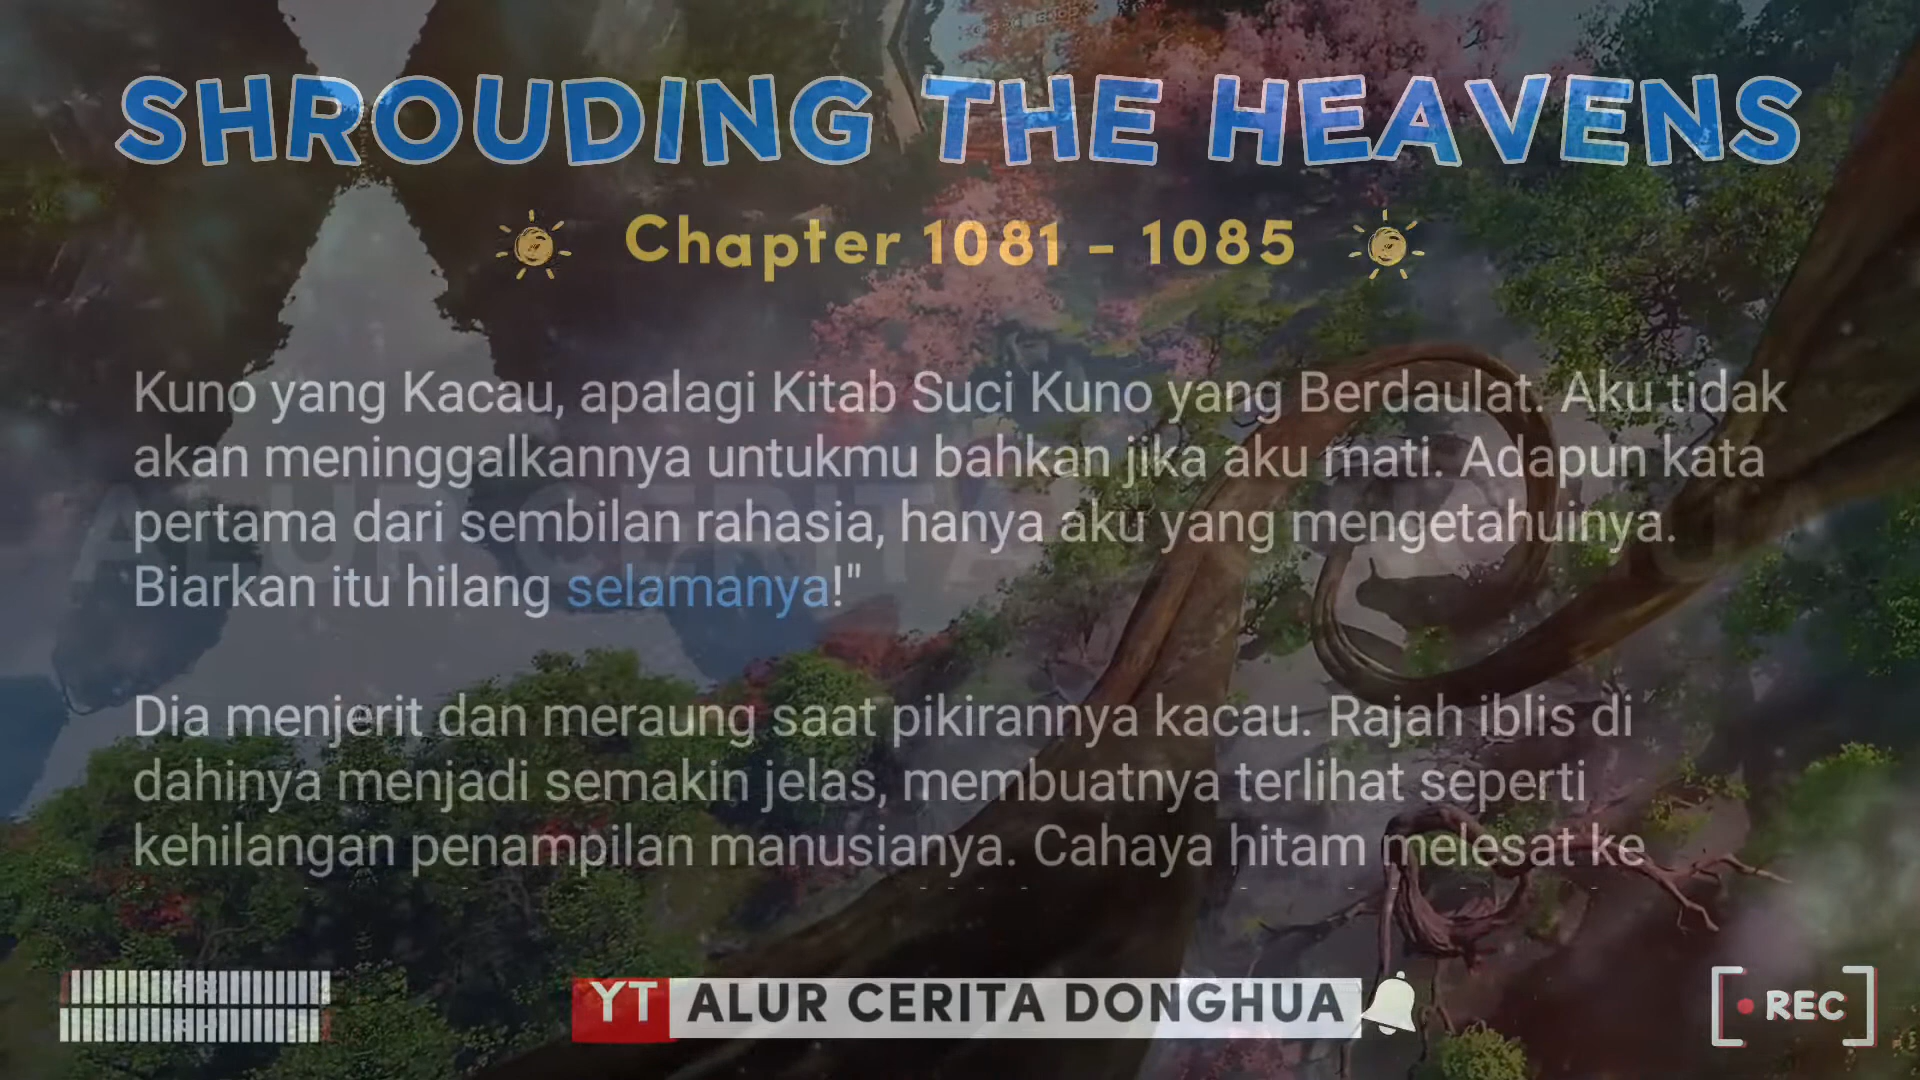 SHROUDING THE HEAVENS
Chapter 1081 - 1085
Kuno yang Kacau, apalagi Kitab Suci Kuno yang Berdaulat. Aku tidak
akan meninggalkannya untukmu bahkan jika aku mati. Adapun kata
pertama dari sembilan rahasia, hanya aku yang mengetahuinya.
Biarkan itu hilang selamanya!"
Dia menjerit dan meraung saat pikirannya kacau. Rajah iblis di
dahinya menjadi semakin jelas, membuatnya terlihat seperti
kehilangan penampilan manusianya. Cahaya hitam melesat ke
YT ALUR CERITA DONGHUA
REC